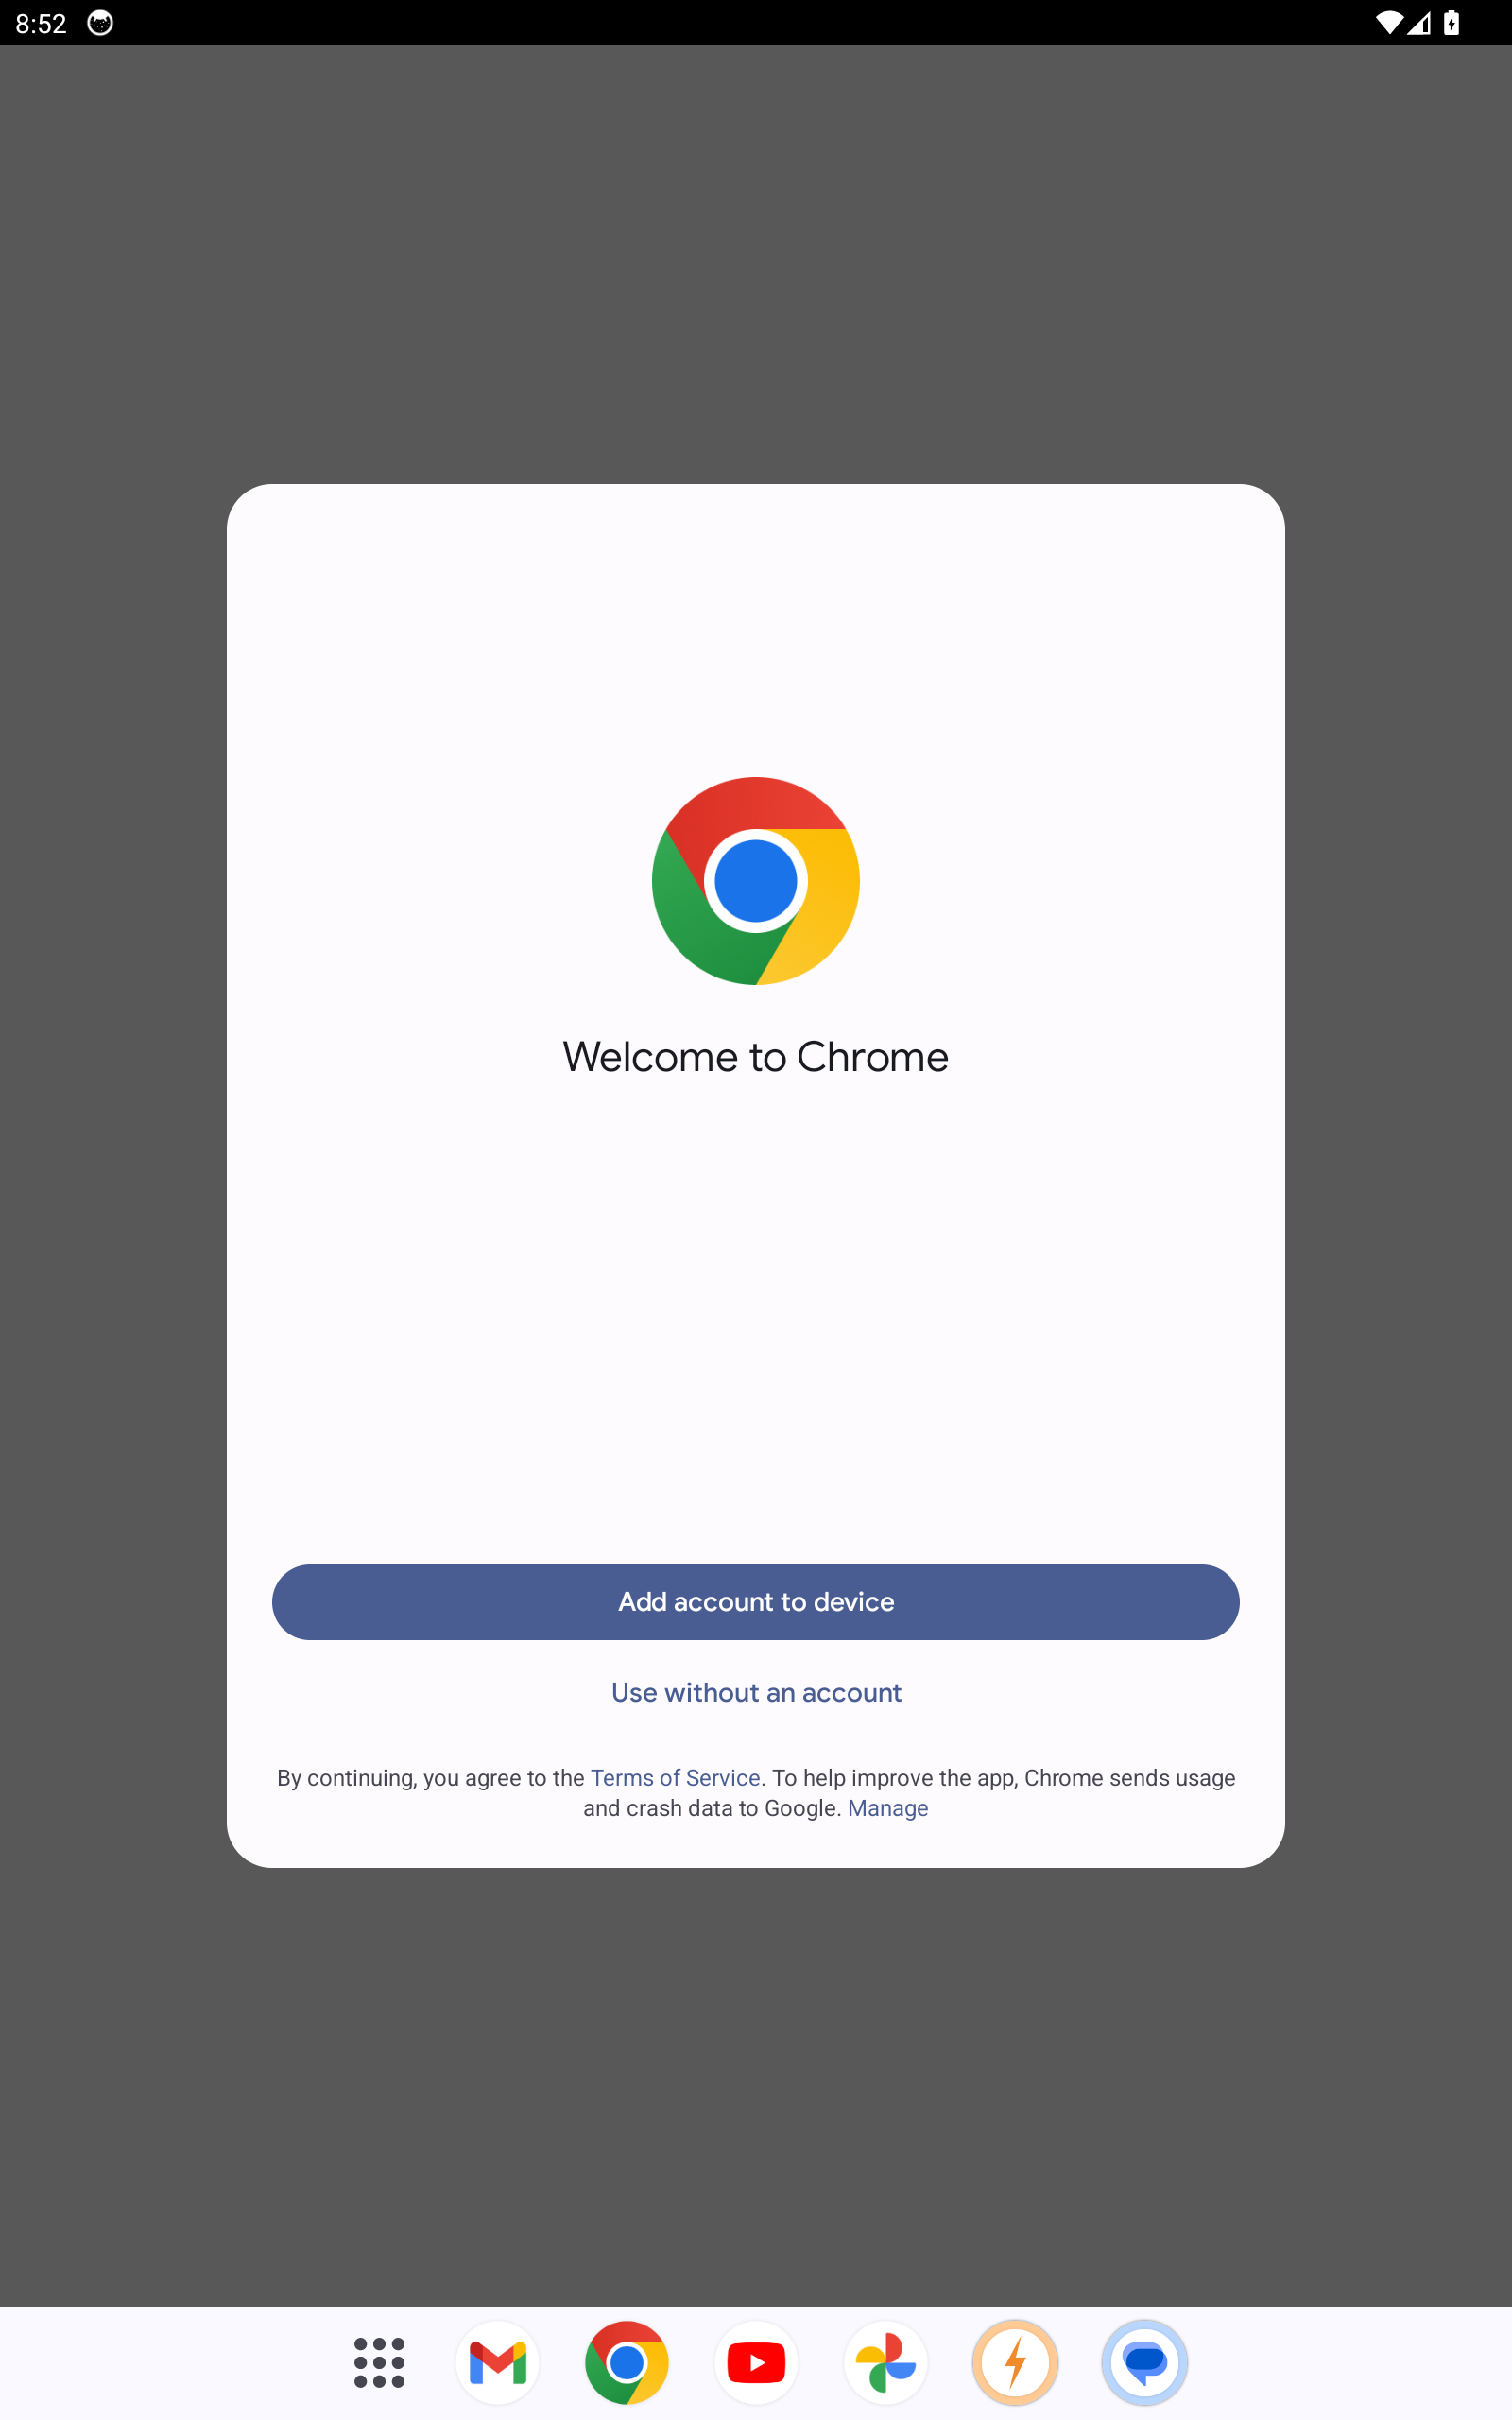 8:52
Welcome to Chrome
Add account to device
Use without an account
By continuing, you agree to the Terms of Service. To help improve the app, Chrome sends usage
and crash data to Google. Manage